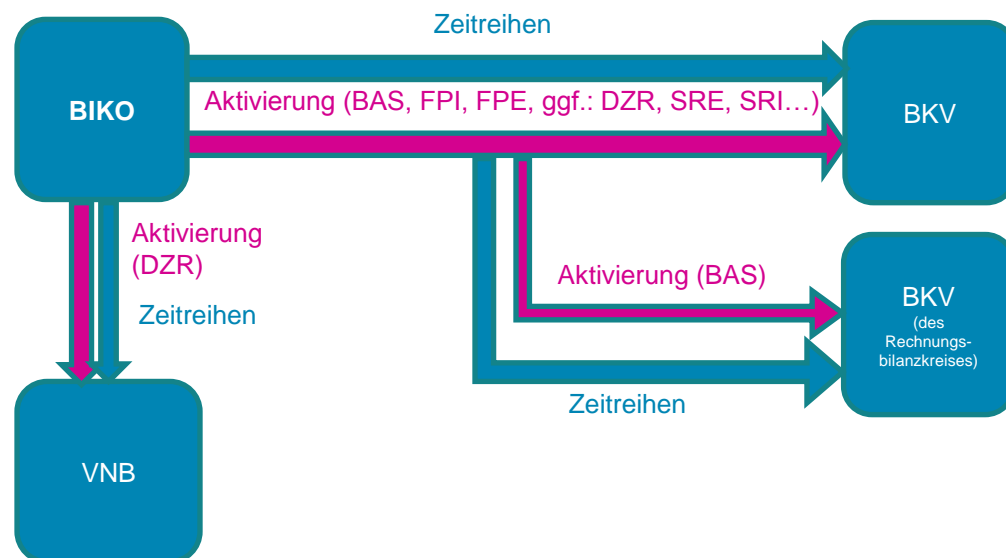 Zeitreihen
BIKO
Aktivierung (BAS, FPI, FPE, ggf.: DZR, SRE, SRI…)
BKV
Aktivierung
(DZR)
Zeitreihen
Aktivierung (BAS)
BKV
(des
Rechnungs-
bilanzkreises)
Zeitreihen
VNB